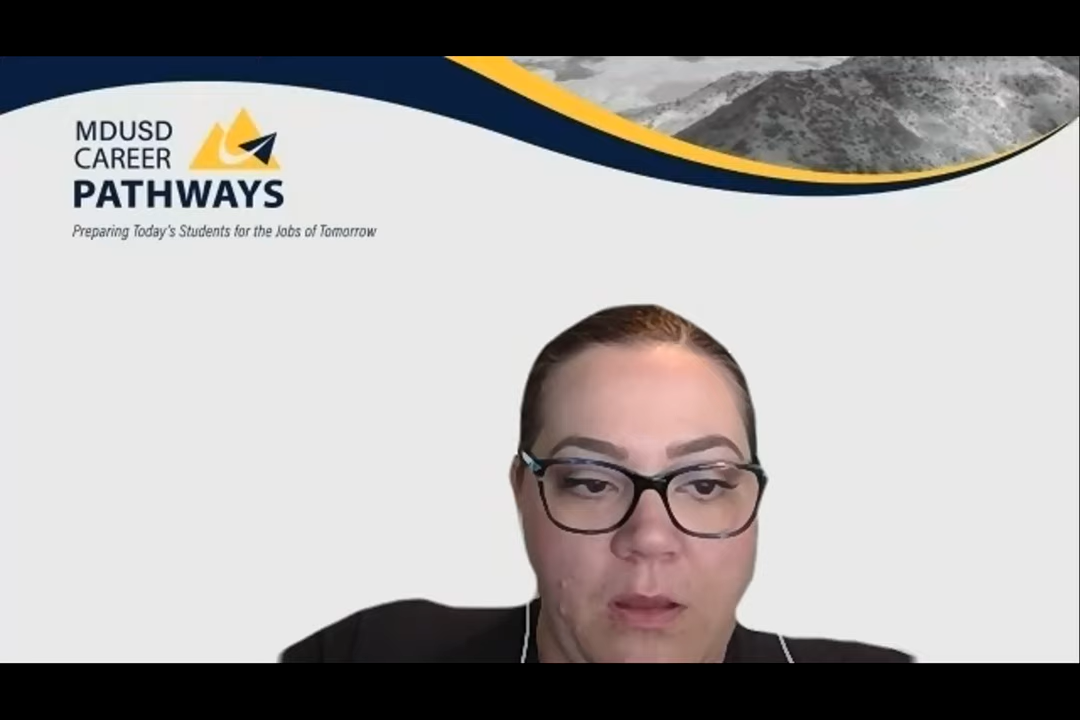 MDUSD
CAREER
PATHWAYS
Preparing Today's Students for the Jobs of Tomorrow